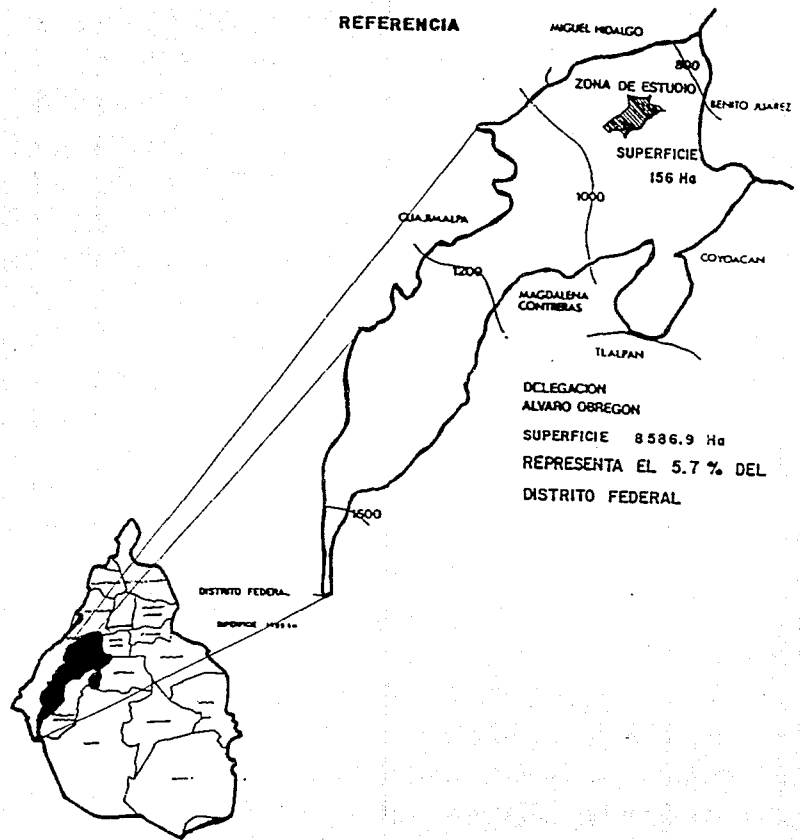 REFERENCIA
MIGUEL HIDALGO
800
ZONA DE ESTUDIO
BENITO JUAREZ
SUPERFICIE
156 Ha
1000
CUAJIMALPA
COYOACAN
1200
MAGDALENA
CONTRERAS
TLALPAN
DELEGACION
ALVARO OBREGON
SUPERFICIE 8586.9 Ha
REPRESENTA EL 5.7 % DEL
DISTRITO FEDERAL
1500
DISTRITO FEDERAL
SUPERFICIE